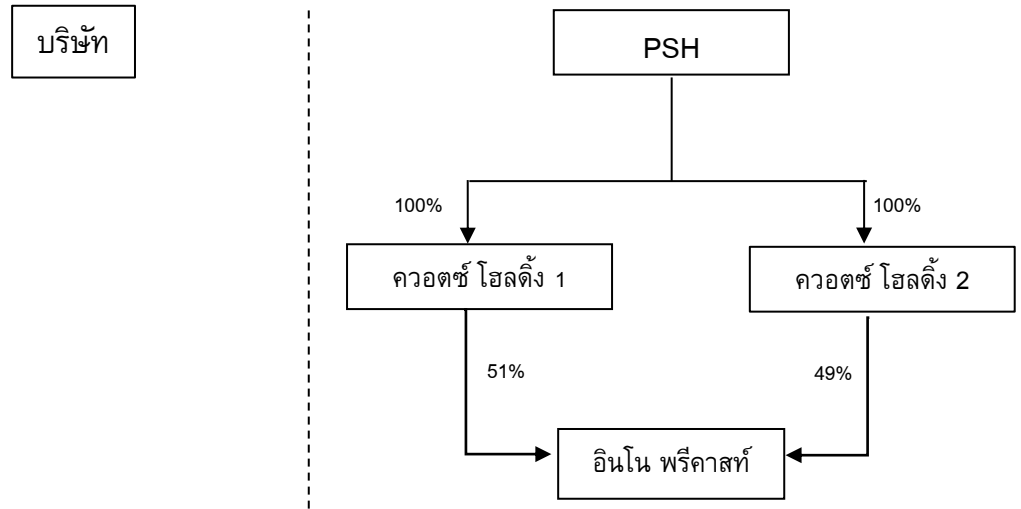 บริษัท
PSH
100%
100%
ควอตซ์ โฮลดิ้ง 1
ควอตซ์ โฮลดิ้ง 2
51%
49%
อินโน พรีคาสท์